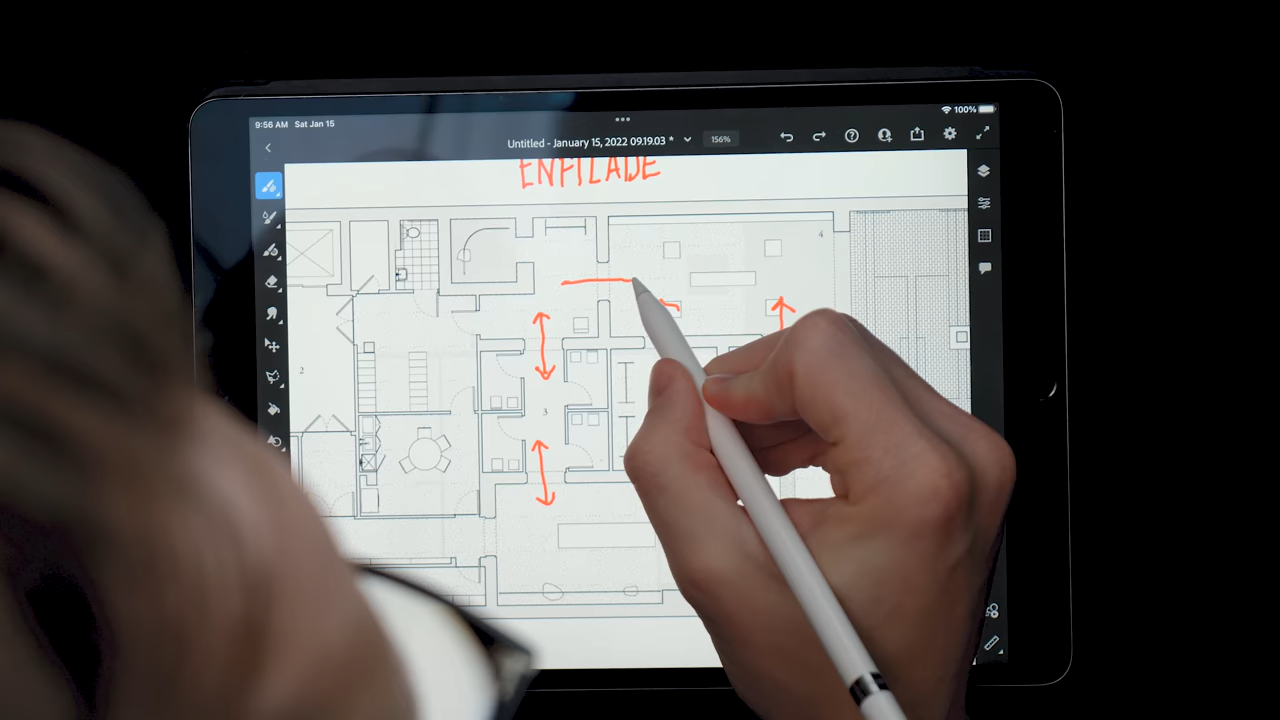 9:56 AM Sat Jan 15
100%
Untitled - January 15, 2022 09.19.03 *
156%
ENFILADE
4
2
3